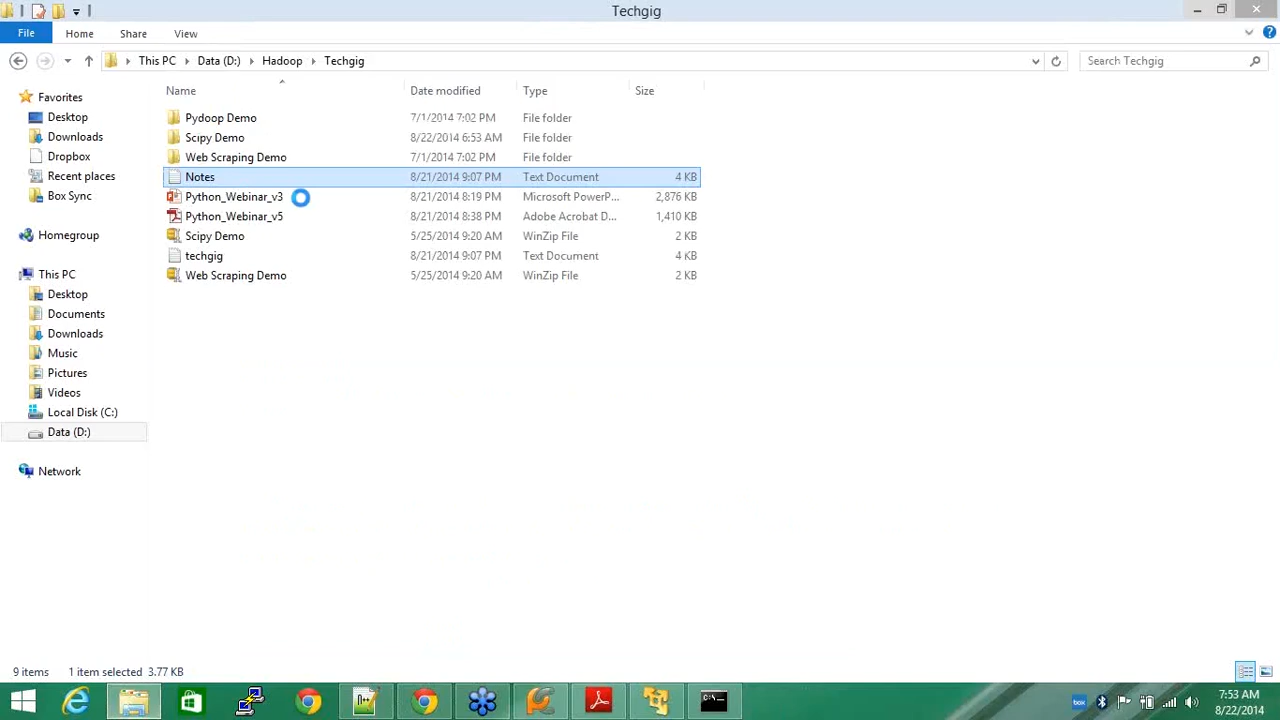 Techgig
File Home Share View
This PC Data (D:) Hadoop Techgig Search Techgig
Name Date modified Type Size
Favorites
Desktop
Downloads
Dropbox
Recent places
Box Sync
Homegroup
This PC
Desktop
Documents
Downloads
Music
Pictures
Videos
Local Disk (C:)
Data (D:)
Network
Pydoop Demo 7/1/2014 7:02 PM File folder
Scipy Demo 8/22/2014 6:53 AM File folder
Web Scraping Demo 7/1/2014 7:02 PM File folder
Notes 8/21/2014 9:07 PM Text Document 4 KB
Python_Webinar_v3 8/21/2014 8:19 PM Microsoft PowerP... 2,876 KB
Python_Webinar_v5 8/21/2014 8:38 PM Adobe Acrobat D... 1,410 KB
Scipy Demo 5/25/2014 9:20 AM WinZip File 2 KB
techgig 8/21/2014 9:07 PM Text Document 4 KB
Web Scraping Demo 5/25/2014 9:20 AM WinZip File 2 KB
9 items 1 item selected 3.77 KB
box
7:53 AM
8/22/2014